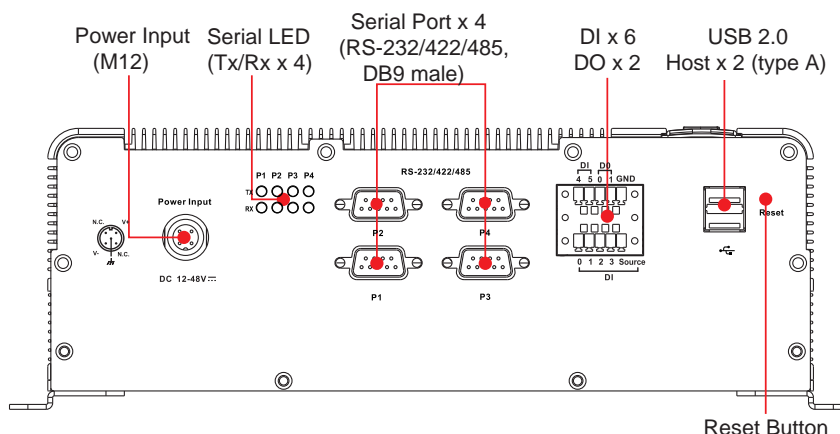 Power Input
(M12)
Serial LED
(Tx/Rx x 4)
Serial Port x 4
(RS-232/422/485,
DB9 male)
DI x 6
DO x 2
USB 2.0
Host x 2 (type A)
P1 P2 P3 P4
TX
RX
RS-232/422/485
DI D0
4 5 0 1 GND
Power Input
N.C. V+
V- N.C.
DC 12-48V
P2
P4
P1
P3
0 1 2 3 Source
DI
Reset
Reset Button